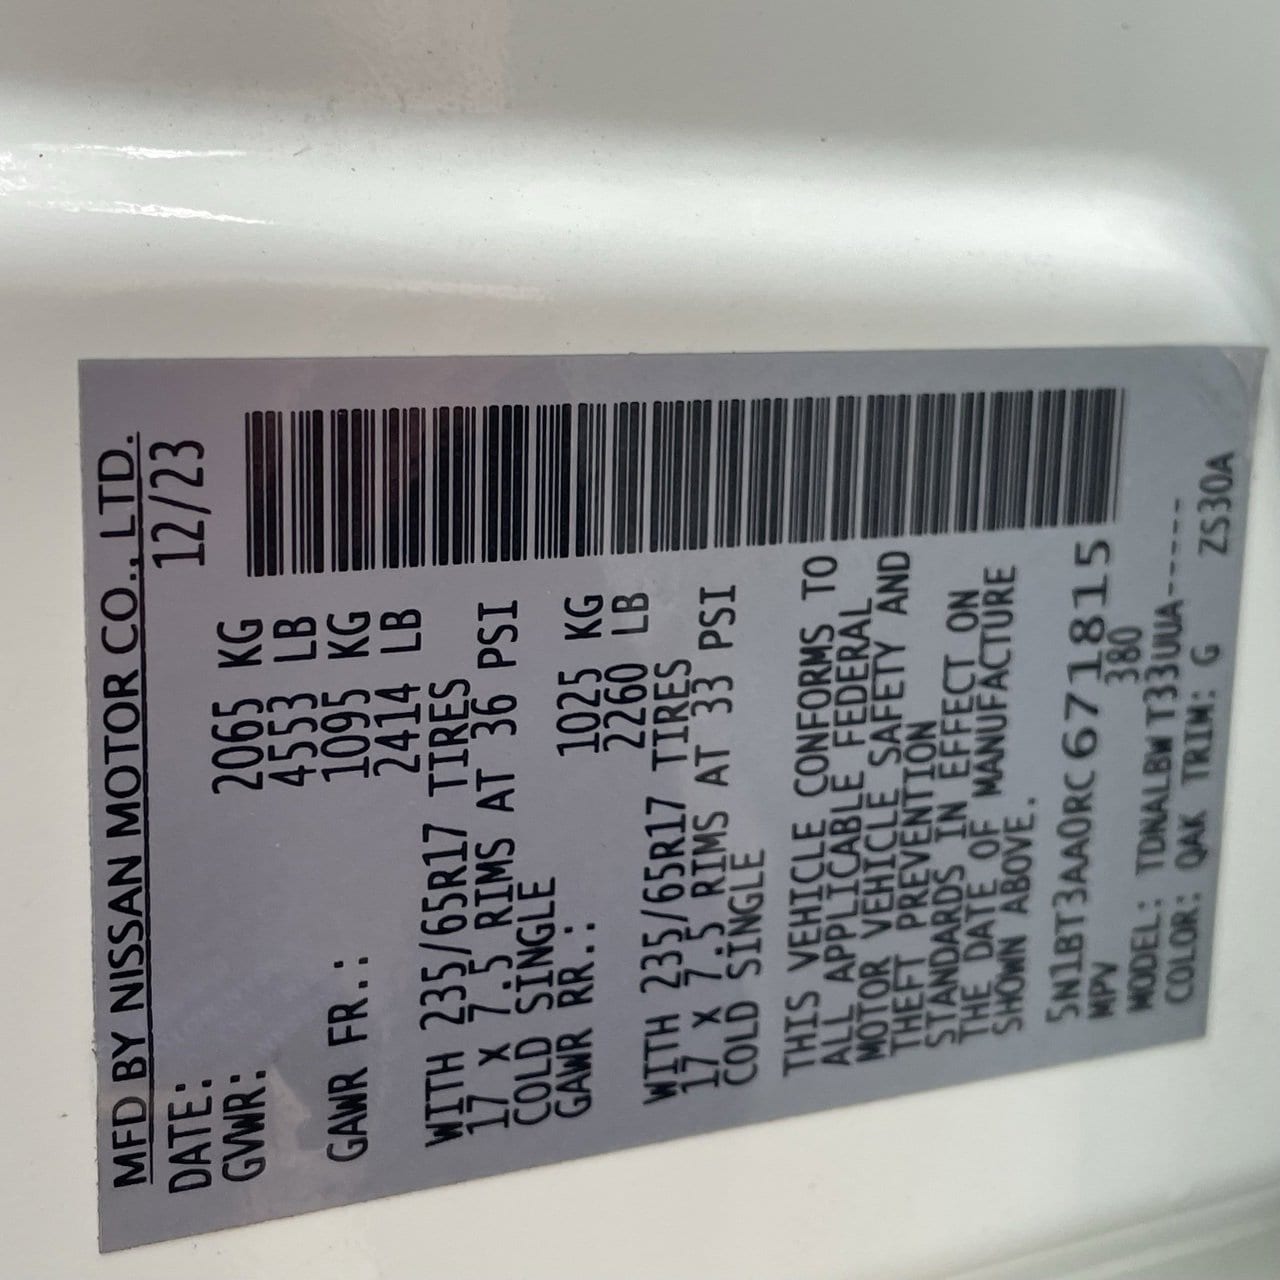 MFD BY NISSAN MOTOR CO., LTD.
DATE: 12/23
GVWR: 2065 KG
4553 LB
GAWR FR.: 1095 KG
2414 LB
WITH 235/65R17 TIRES
17 X 7.5 RIMS AT 36 PSI
COLD SINGLE
GAWR RR.: 1025 KG
2260 LB
WITH 235/65R17 TIRES
17 X 7.5 RIMS AT 33 PSI
COLD SINGLE
THIS VEHICLE CONFORMS TO
ALL APPLICABLE FEDERAL
MOTOR VEHICLE SAFETY AND
THEFT PREVENTION
STANDARDS IN EFFECT ON
THE DATE OF MANUFACTURE
SHOWN ABOVE.
5N1BT3AA0RC671815
MPV 380
MODEL: TDNALBWT33UUA-----
COLOR: QAK TRIM: G ZS30A